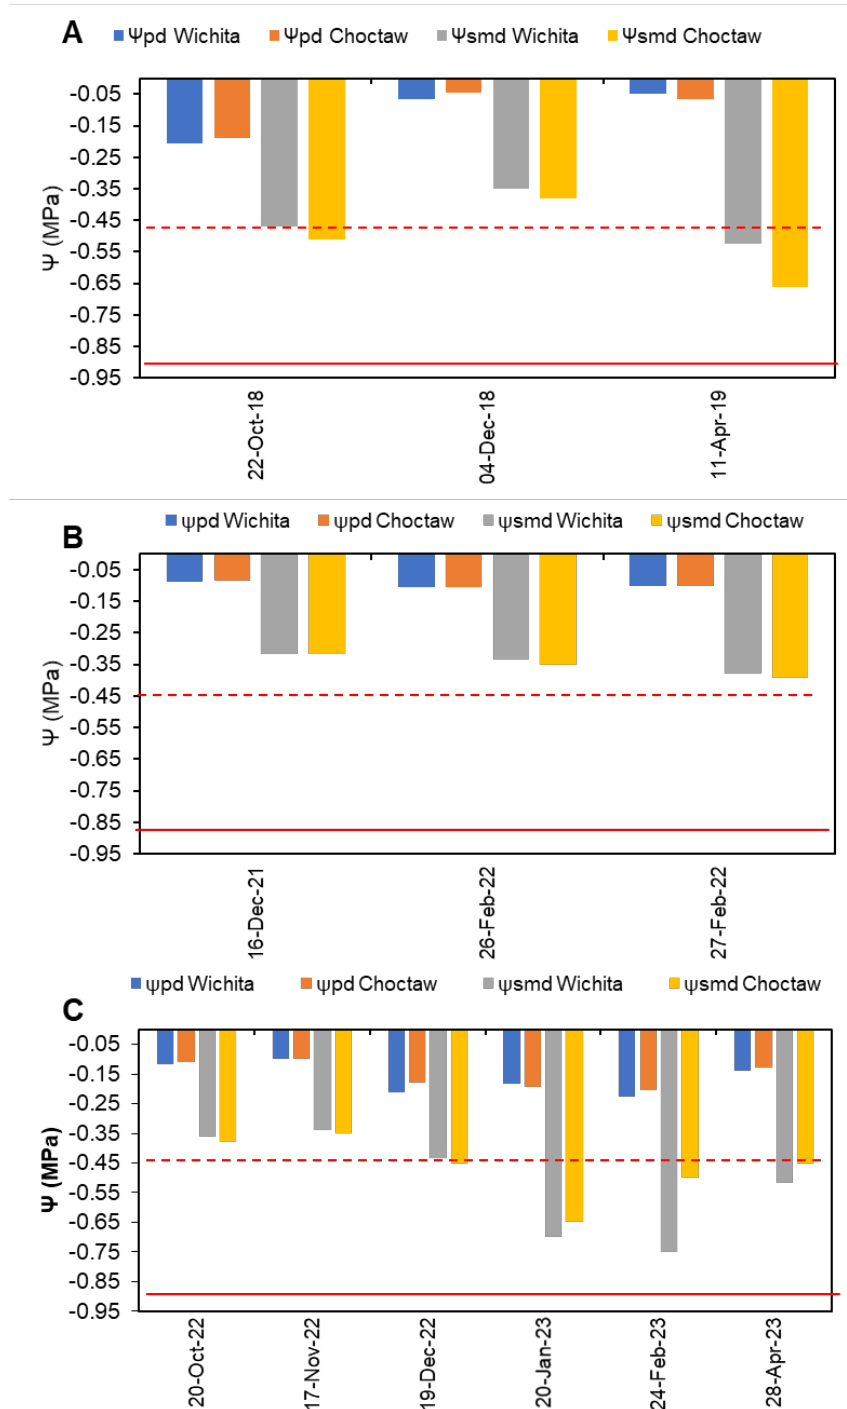 A
Ψpd Wichita Ψpd Choctaw Ψsmd Wichita Ψsmd Choctaw
Ψ (MPa)
-0.05
-0.15
-0.25
-0.35
-0.45
-0.55
-0.65
-0.75
-0.85
-0.95
22-Oct-18
04-Dec-18
11-Apr-19
B
ψpd Wichita ψpd Choctaw ψsmd Wichita ψsmd Choctaw
Ψ (MPa)
-0.05
-0.15
-0.25
-0.35
-0.45
-0.55
-0.65
-0.75
-0.85
-0.95
16-Dec-21
26-Feb-22
27-Feb-22
C
ψpd Wichita ψpd Choctaw ψsmd Wichita ψsmd Choctaw
Ψ (MPa)
-0.05
-0.15
-0.25
-0.35
-0.45
-0.55
-0.65
-0.75
-0.85
-0.95
20-Oct-22
17-Nov-22
19-Dec-22
20-Jan-23
24-Feb-23
28-Apr-23